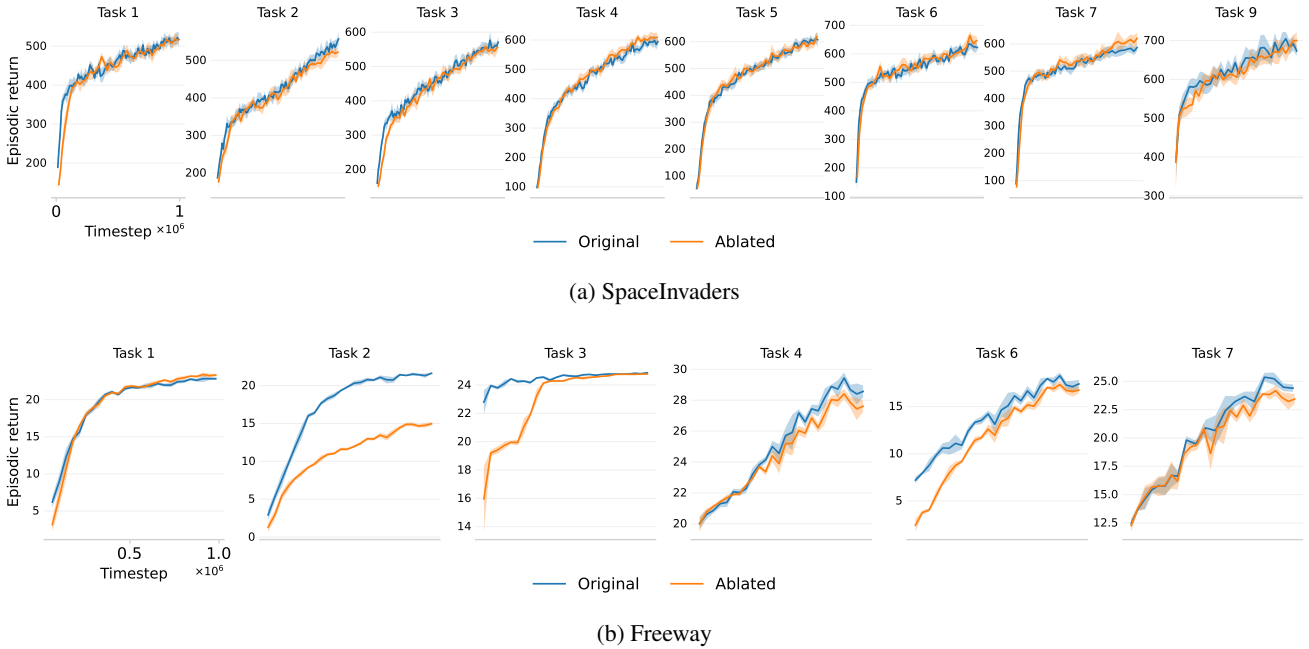 Task 1 Task 2 Task 3 Task 4 Task 5 Task 6 Task 7 Task 9
Episodic return
500 400 300 200
500 400 300 200
600 500 400 300 200
600 500 400 300 200 100
600 500 400 300 200 100
700 600 500 400 300 200 100
600 500 400 300 200 100
700 600 500 400 300
0 1
Timestep ×10⁶
Original Ablated
(a) SpaceInvaders
Task 1 Task 2 Task 3 Task 4 Task 6 Task 7
Episodic return
20 15 10 5
20 15 10 5 0
24 22 20 18 16 14
30 28 26 24 22 20
15 10 5
25.0 22.5 20.0 17.5 15.0 12.5
0.5 1.0
Timestep ×10⁶
Original Ablated
(b) Freeway